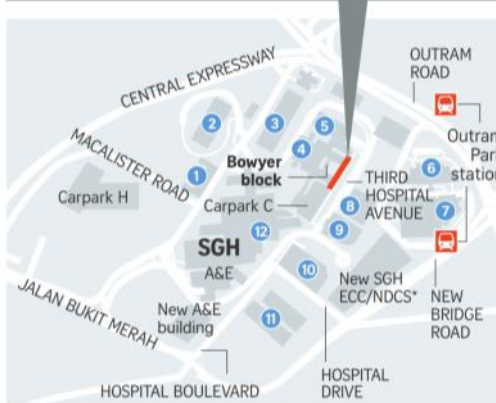 OUTRAM
ROAD
CENTRAL EXPRESSWAY
Outram
Park
station
MACALISTER ROAD
2
3
5
4
6
Bowyer
block
1
THIRD
HOSPITAL
AVENUE
Carpark H
Carpark C
8
7
12
9
SGH
A&E
10
New SGH
ECC/NDCS*
NEW
BRIDGE
ROAD
New A&E
building
11
JALAN BUKIT MERAH
HOSPITAL
DRIVE
HOSPITAL BOULEVARD